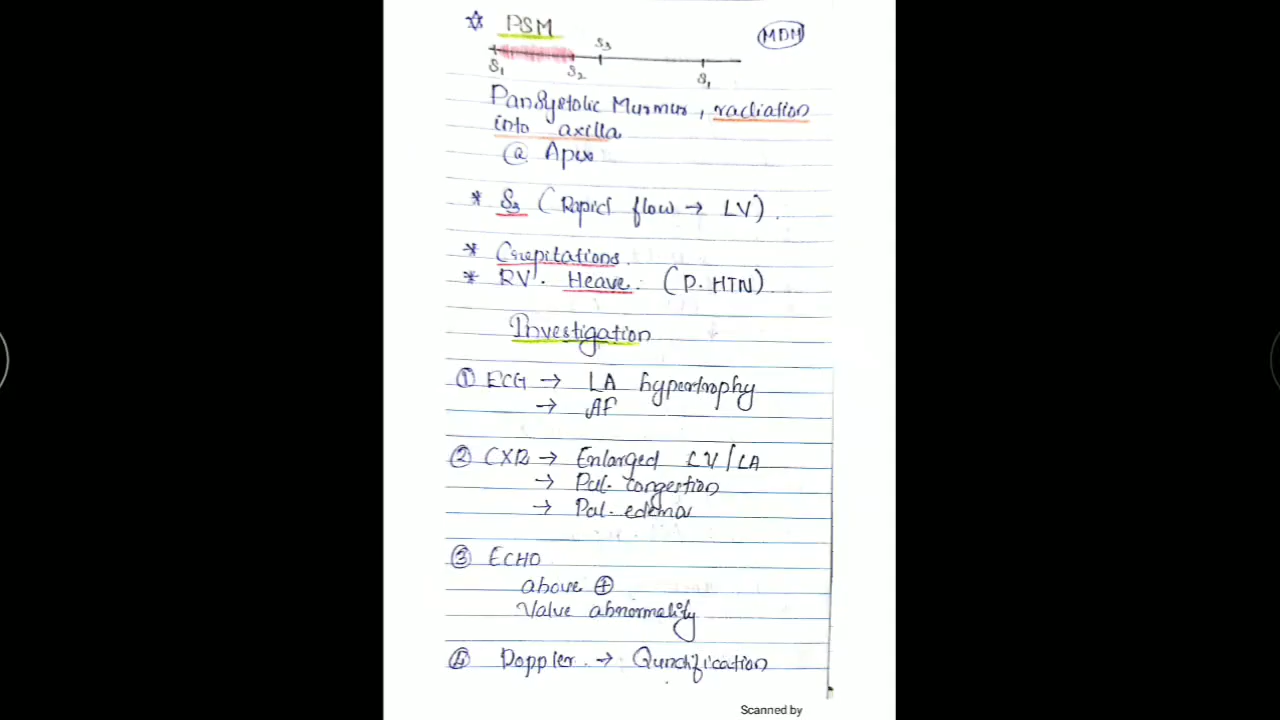 ☆ PSM
MDM
S3
S1 S2 S1
PanSystolic Murmur, radiation
into axilla
@ Apex
* S3 (Rapid flow → LV).
* Crepitations.
* RV. Heave. (P. HTN)
Investigation
① ECG → LA hypertrophy
→ AF
② CXR → Enlarged LV/LA
→ Pul. congestion
→ Pul. edema
③ ECHO
above ⊕
Valve abnormality
④ Doppler → 
Scanned by